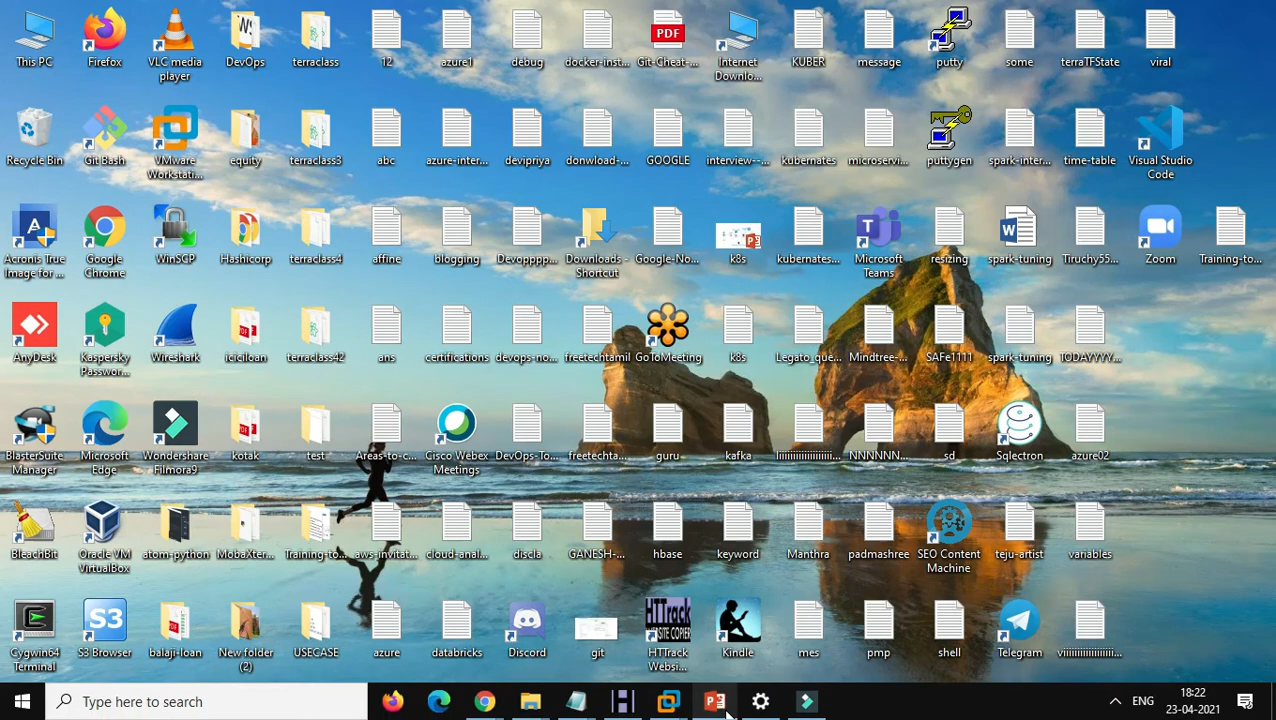 This PC
Firefox
VLC media
player
DevOps
terraclass
12
azure1
debug
docker-inst...
PDF
Git-Cheat-...
Internet
Downlo...
KUBER
message
putty
some
terraTFState
viral
Recycle Bin
Git Bash
VMware
Workstati...
equity
terraclass3
abc
azure-inter...
devipriya
donwload-...
GOOGLE
interview--...
kubernates
microservi...
puttygen
spark-inter...
time-table
Visual Studio
Code
Acronis True
Image for ...
Google
Chrome
WinSCP
Hashicorp
terraclass4
affine
blogging
Devopppp...
Downloads -
Shortcut
Google-No...
k8s
kubernates...
Microsoft
Teams
resizing
spark-tuning
Tiruchy55...
Zoom
Training-to...
AnyDesk
Kaspersky
Passwor...
Wireshark
iciciloan
terraclass42
ans
certifications
devops-no...
freetechtamil
GoToMeeting
k8s
Legato_que...
Mindtree-...
SAFe1111
spark-tuning
TODAYYYY...
BlasterSuite
Manager
Microsoft
Edge
Wondershare
Filmora9
kotak
test
Areas-to-c...
Cisco Webex
Meetings
DevOps-To...
freetechta...
guru
kafka
NNNNNN...
sd
Sqlectron
azure02
BleachBit
Oracle VM
VirtualBox
atom-python
MobaXter...
Training-to...
aws-invitat...
cloud-anal...
discla
GANESH-...
hbase
keyword
Manthra
padmashree
SEO Content
Machine
teju-artist
variables
Cygwin64
Terminal
S3
S3 Browser
balaji-loan
New folder
(2)
USECASE
azure
databricks
Discord
git
HTTrack
WEBSITE COPIER
HTTrack
Websi...
Kindle
mes
pmp
shell
Telegram
Type here to search
ENG
18:22
23-04-2021